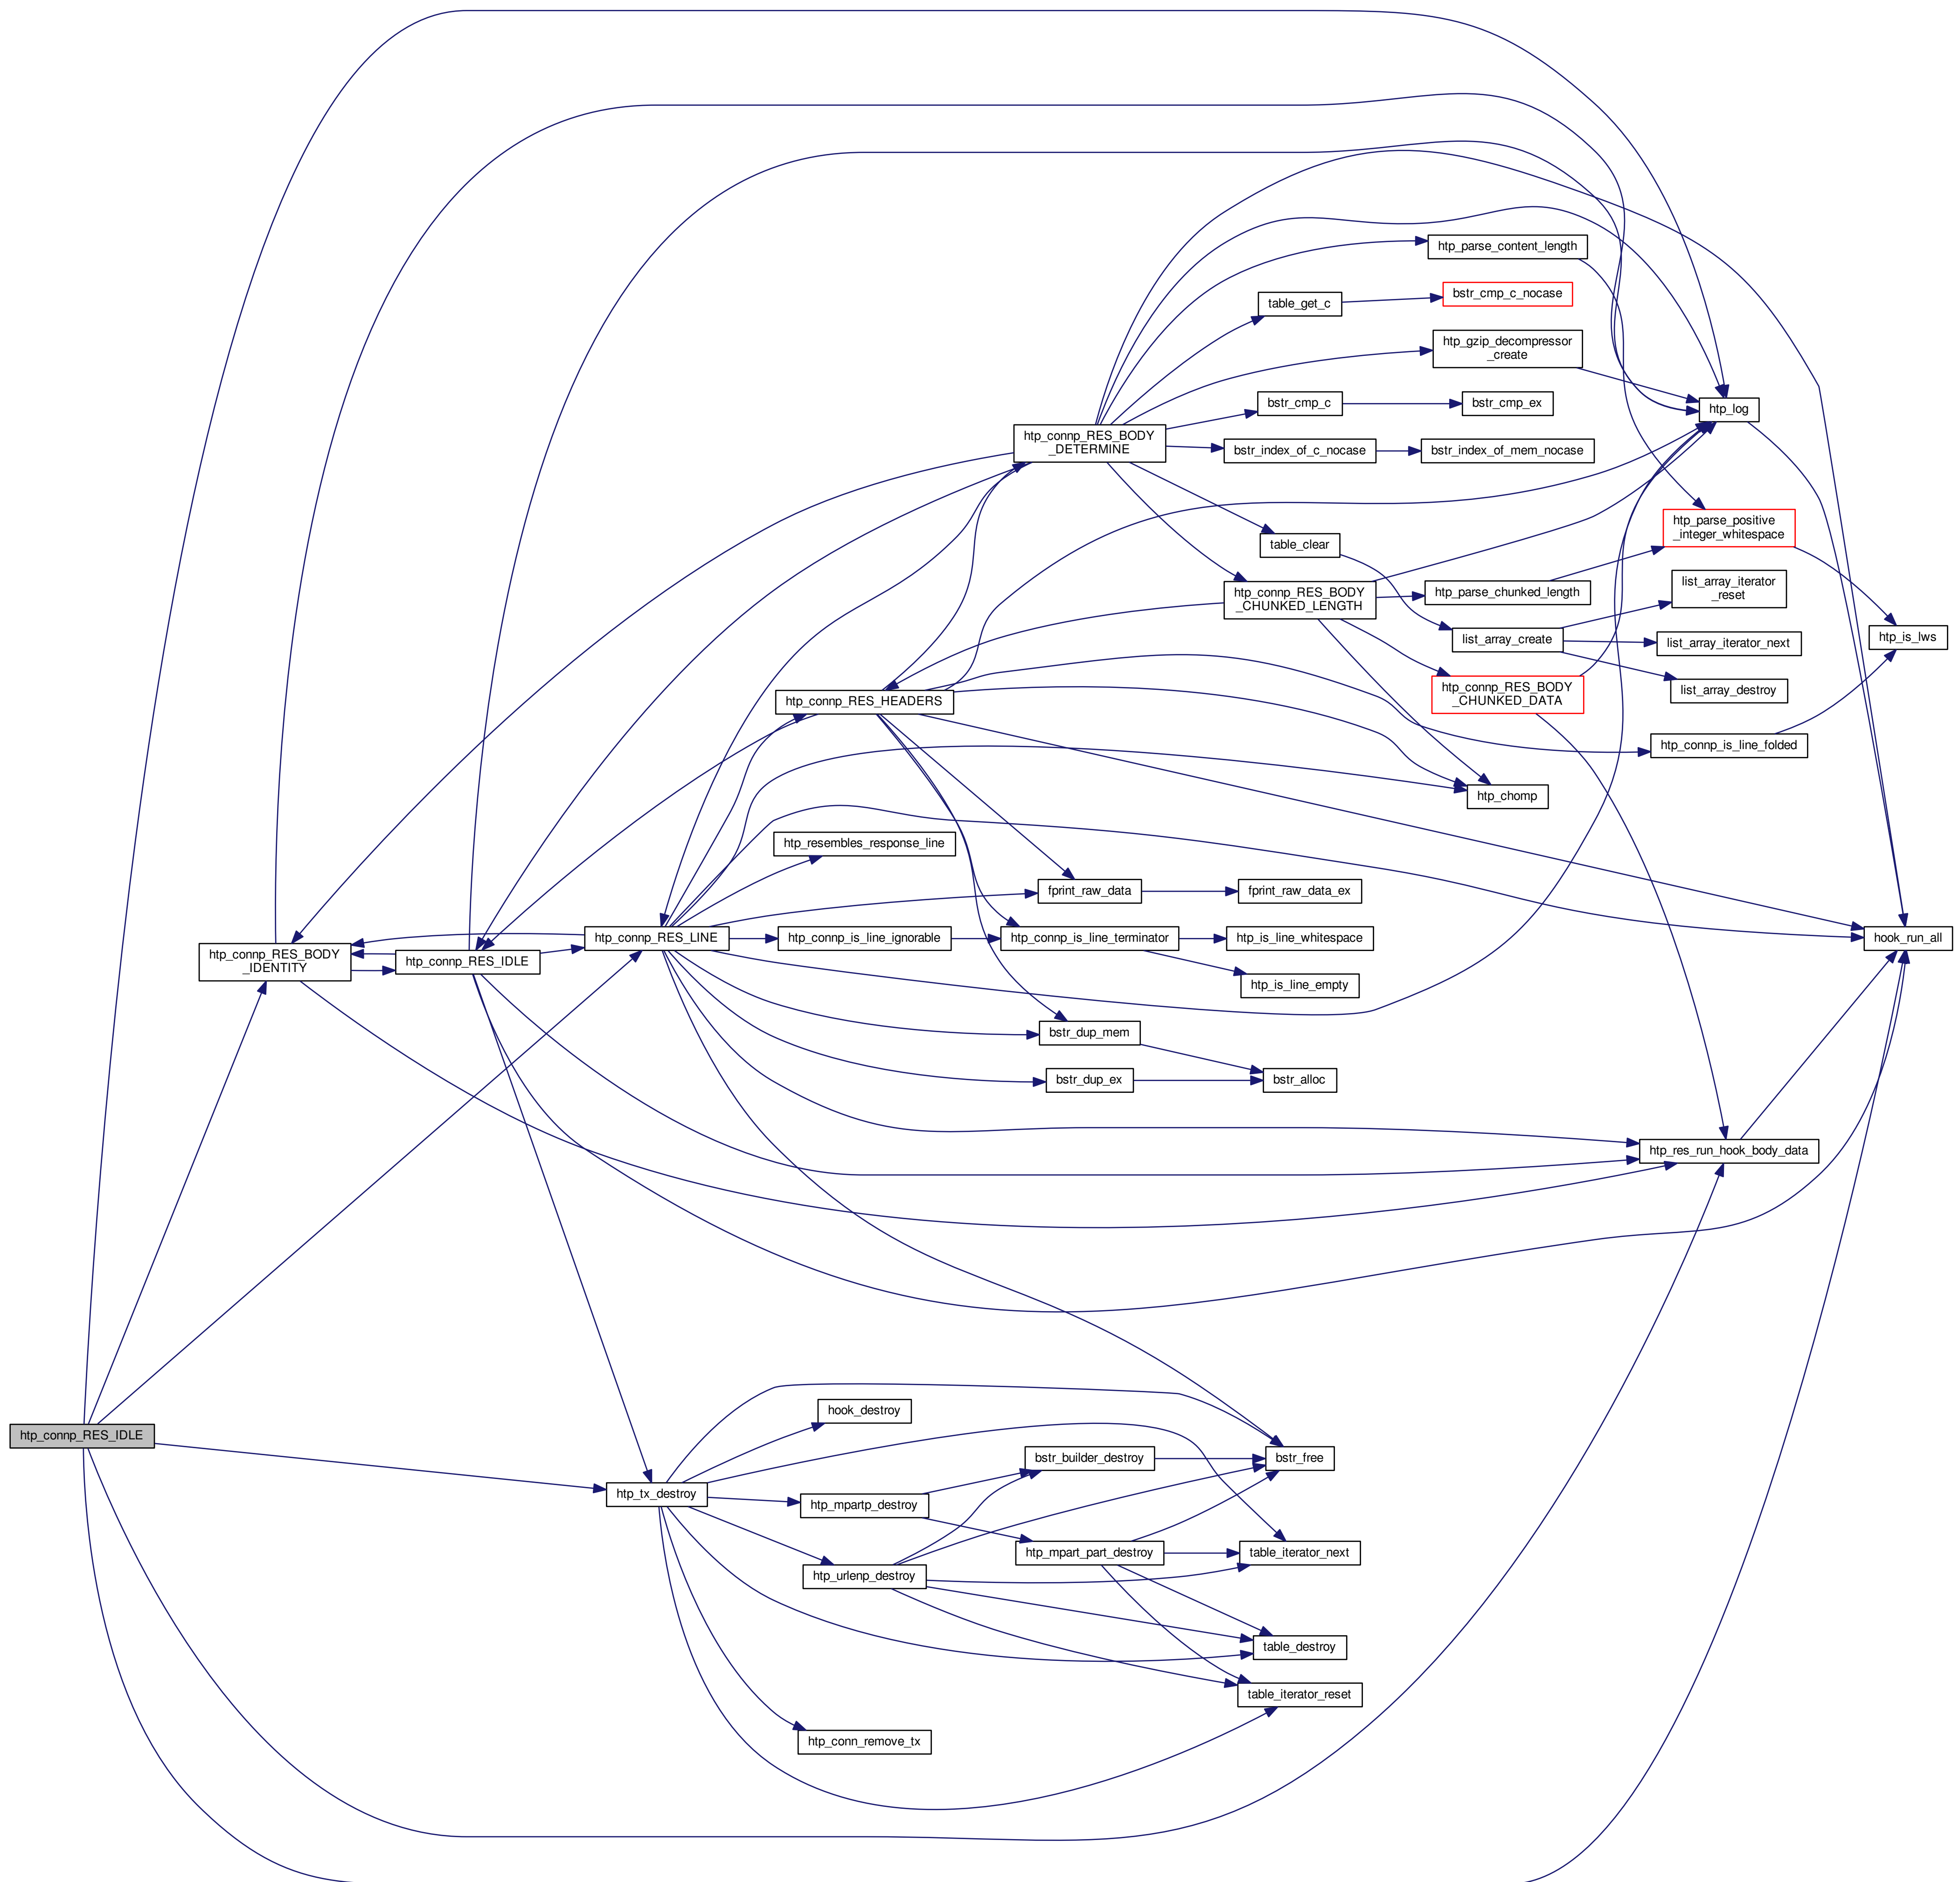 htp_parse_content_length
table_get_c
bstr_cmp_c_nocase
htp_gzip_decompressor
_create
bstr_cmp_c
bstr_cmp_ex
htp_log
htp_connp_RES_BODY
_DETERMINE
bstr_index_of_c_nocase
bstr_index_of_mem_nocase
htp_parse_positive
_integer_whitespace
table_clear
htp_connp_RES_BODY
_CHUNKED_LENGTH
htp_parse_chunked_length
list_array_iterator
_reset
list_array_create
list_array_iterator_next
htp_is_lws
htp_connp_RES_HEADERS
htp_connp_RES_BODY
_CHUNKED_DATA
list_array_destroy
htp_connp_is_line_folded
htp_chomp
htp_resembles_response_line
fprint_raw_data
fprint_raw_data_ex
htp_connp_RES_BODY
_IDENTITY
htp_connp_RES_IDLE
htp_connp_RES_LINE
htp_connp_is_line_ignorable
htp_connp_is_line_terminator
htp_is_line_whitespace
hook_run_all
htp_is_line_empty
bstr_dup_mem
bstr_dup_ex
bstr_alloc
htp_res_run_hook_body_data
hook_destroy
htp_connp_RES_IDLE
bstr_builder_destroy
bstr_free
htp_tx_destroy
htp_mpartp_destroy
htp_mpart_part_destroy
table_iterator_next
htp_urlenp_destroy
table_destroy
table_iterator_reset
htp_conn_remove_tx